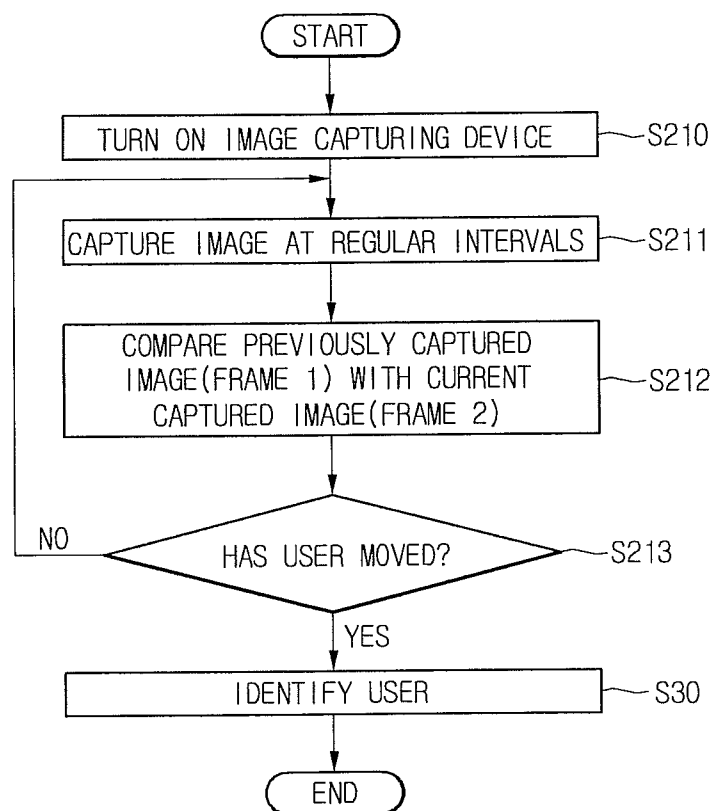 START
TURN ON IMAGE CAPTURING DEVICE
S210
CAPTURE IMAGE AT REGULAR INTERVALS
S211
COMPARE PREVIOUSLY CAPTURED
IMAGE(FRAME 1) WITH CURRENT
CAPTURED IMAGE(FRAME 2)
S212
NO
HAS USER MOVED?
S213
YES
IDENTIFY USER
S30
END